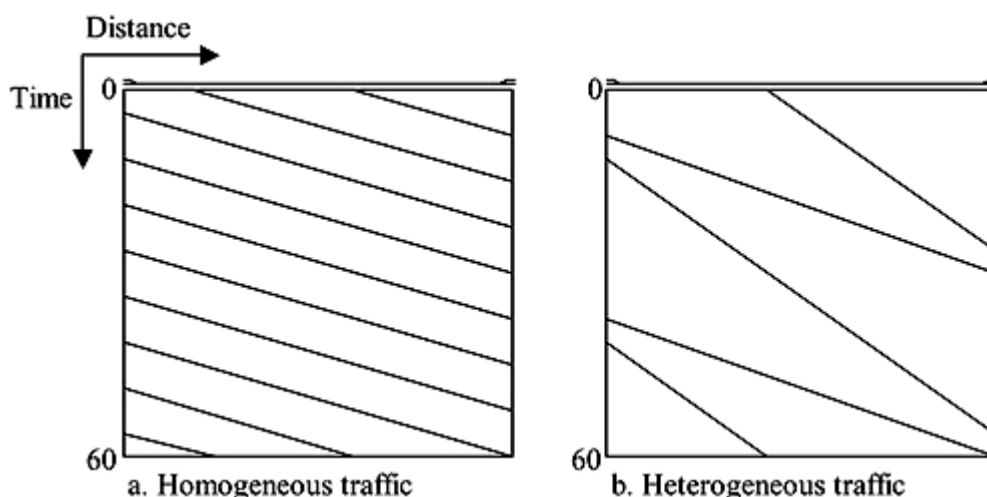 Distance
Time
0
60
a. Homogeneous traffic
0
60
b. Heterogeneous traffic